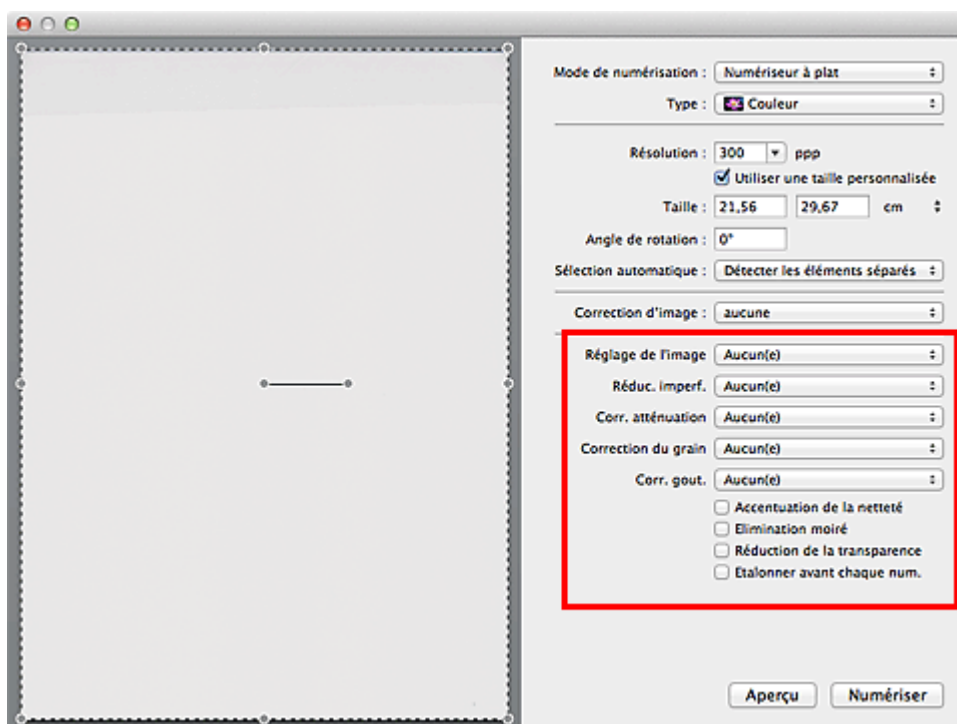 Mode de numérisation : Numériseur à plat
Type : Couleur
Résolution : 300 ppp
Utiliser une taille personnalisée
Taille : 21,56 29,67 cm
Angle de rotation : 0°
Sélection automatique : Détecter les éléments séparés
Correction d'image : aucune
Réglage de l'image Aucun(e)
Réduc. imperf. Aucun(e)
Corr. atténuation Aucun(e)
Correction du grain Aucun(e)
Corr. gout. Aucun(e)
Accentuation de la netteté
Elimination moiré
Réduction de la transparence
Etalonner avant chaque num.
Aperçu Numériser